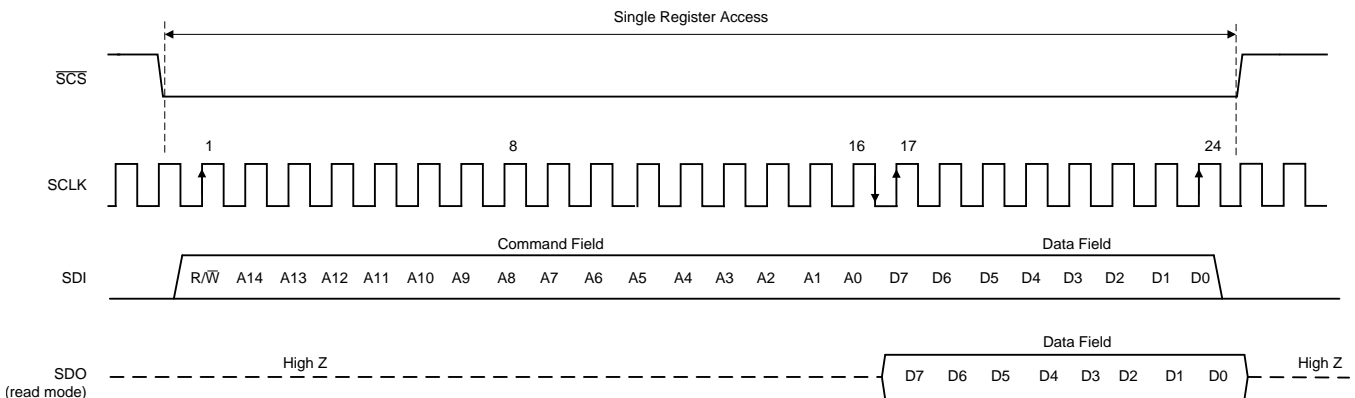 Single Register Access
SCS
1 8 16 17 24
SCLK
Command Field Data Field
SDI R/W A14 A13 A12 A11 A10 A9 A8 A7 A6 A5 A4 A3 A2 A1 A0 D7 D6 D5 D4 D3 D2 D1 D0
Data Field
High Z High Z
SDO D7 D6 D5 D4 D3 D2 D1 D0
(read mode)